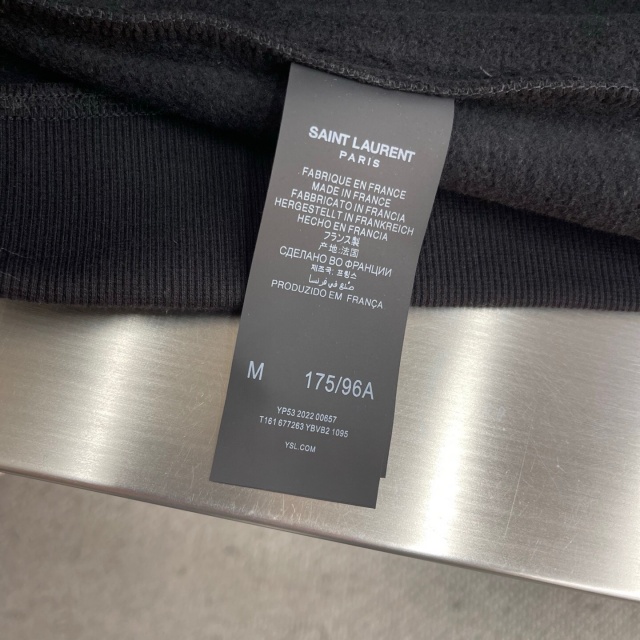 SAINT LAURENT
PARIS
FABRIQUE EN FRANCE
MADE IN FRANCE
FABBRICATO IN FRANCIA
HERGESTELLT IN FRANKREICH
HECHO EN FRANCIA
フランス製
产地:法国
СДЕЛАНО ВО ФРАНЦИИ
제조국: 프랑스
صنع في فرنسا
PRODUZIDO EM FRANÇA
M 175/96A
YP53 2022 00657
T161 677263 YBVB2 1095
YSL.COM